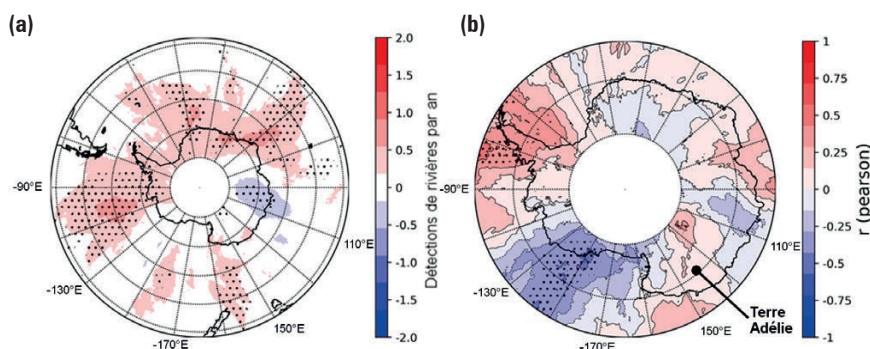 (a)
-90°E
-130°E
-170°E
150°E
110°E
2.0
1.5
1.0
0.5
0
-0.5
-1.0
-1.5
-2.0
Détections de rivières par an
(b)
-90°E
-130°E
-170°E
150°E
110°E
Terre
Adélie
1
0.75
0.5
0.25
0
-0.25
-0.5
-0.75
-1
r (pearson)